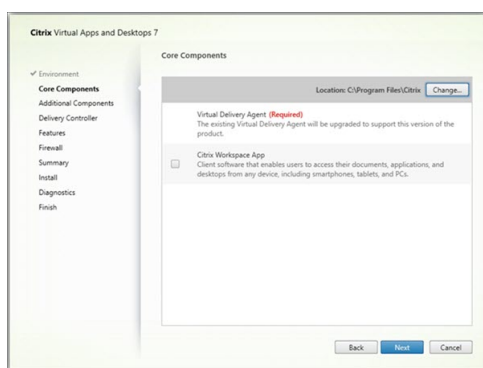 Citrix Virtual Apps and Desktops 7
Core Components
Environment
Core Components
Additional Components
Delivery Controller
Features
Firewall
Summary
Install
Diagnostics
Finish
Location: C:\Program Files\Citrix
Change...
Virtual Delivery Agent (Required)
The existing Virtual Delivery Agent will be upgraded to support this version of the
product.
Citrix Workspace App
Client software that enables users to access their documents, applications, and
desktops from any device, including smartphones, tablets, and PCs.
Back
Next
Cancel